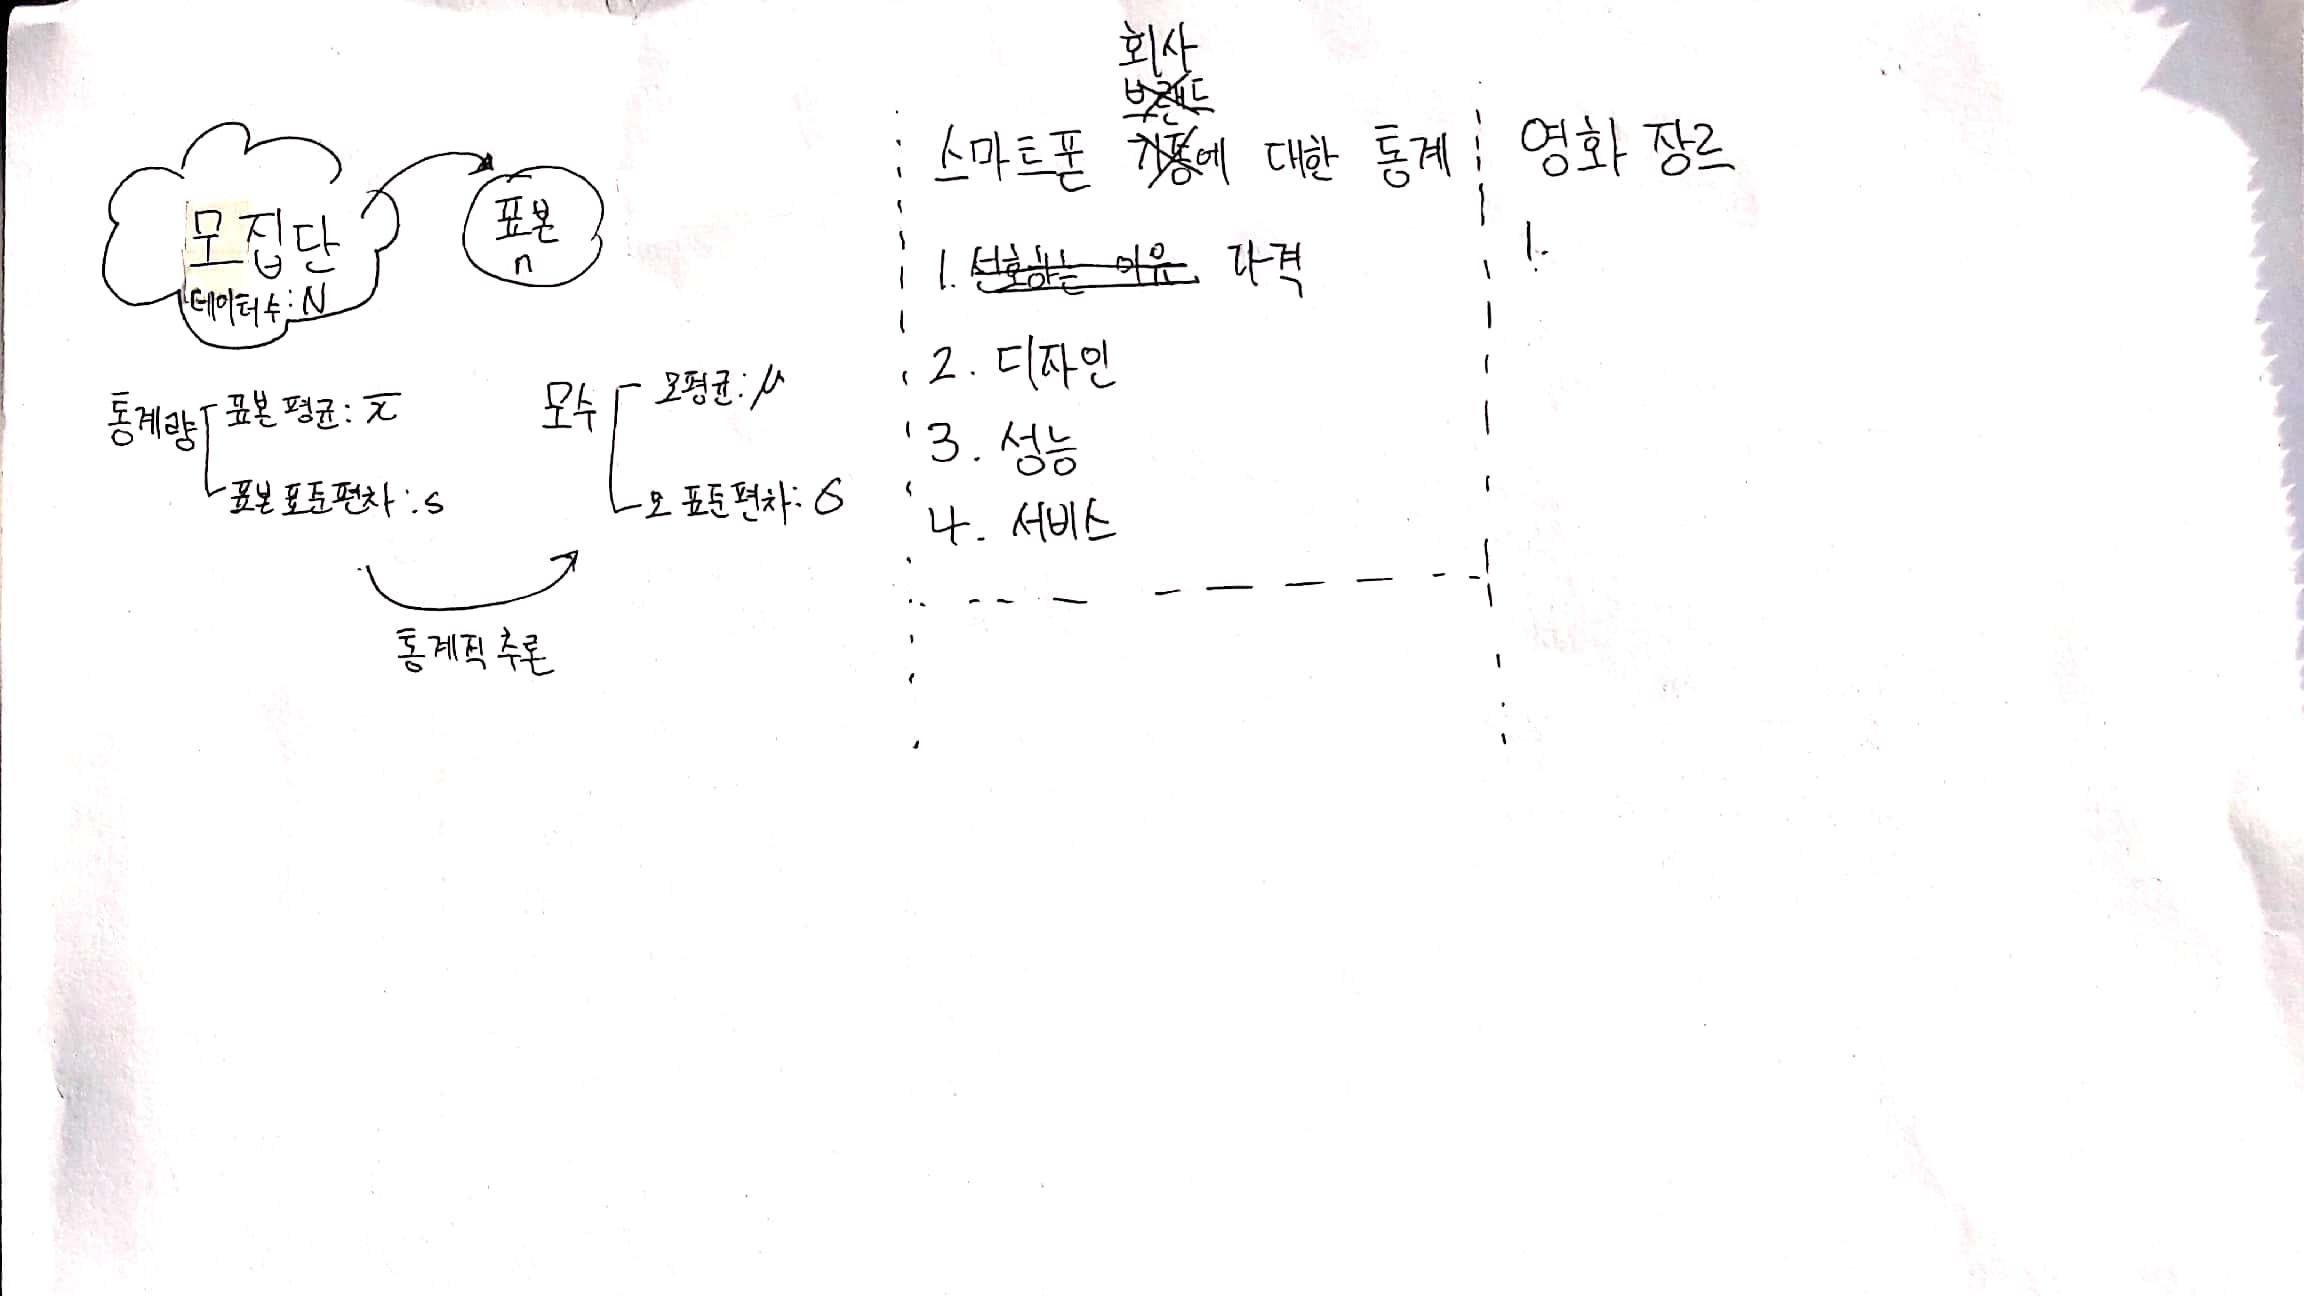 모집단
데이터수: N
표본
n
통계량
표본 평균: x̅
표본표준편차: s
모수
모평균: μ
모 표준편차: σ
통계적 추론
회사
브랜드
스마트폰 기종에 대한 통계
1. 선호하는 이유 가격
2. 디자인
3. 성능
4. 서비스
영화 장르
1.